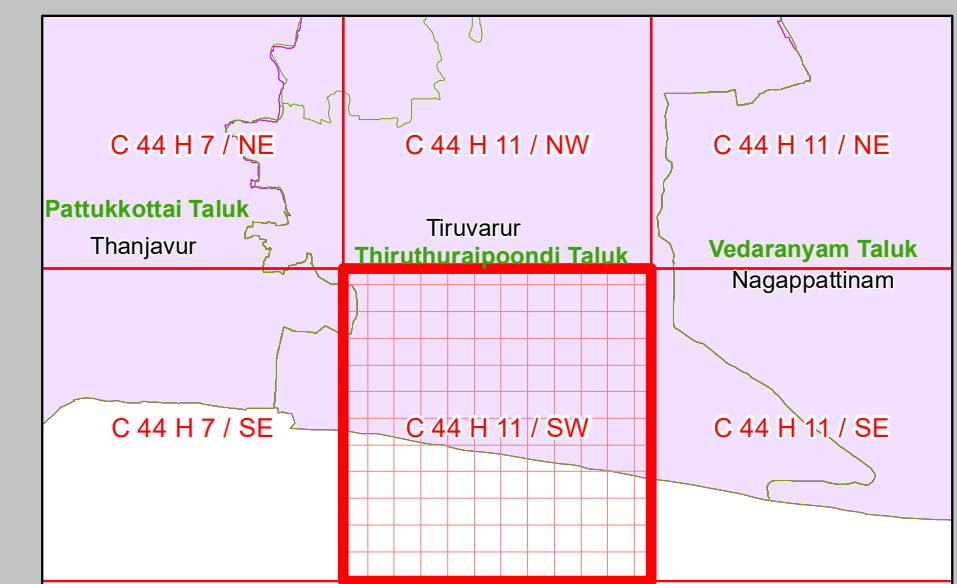 C 44 H 7 / NE
C 44 H 11 / NW
C 44 H 11 / NE
Pattukkottai Taluk
Thanjavur
Tiruvarur
Thiruthuraipoondi Taluk
Vedaranyam Taluk
Nagappattinam
C 44 H 7 / SE
C 44 H 11 / SW
C 44 H 11 / SE